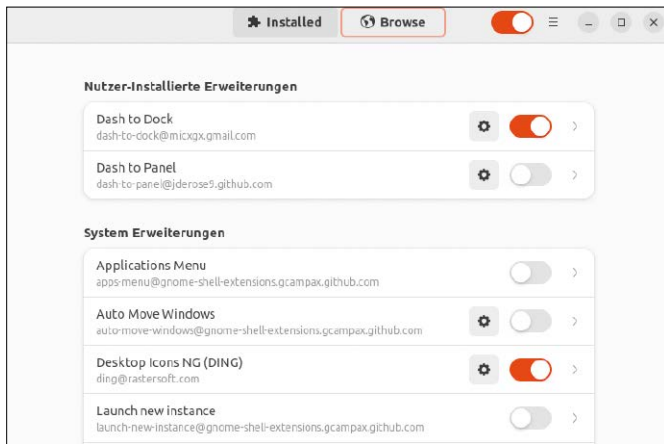 Installed
Browse
Nutzer-Installierte Erweiterungen
Dash to Dock
dash-to-dock@micxgx.gmail.com
Dash to Panel
dash-to-panel@jderose9.github.com
System Erweiterungen
Applications Menu
apps-menu@gnome-shell-extensions.gcampax.github.com
Auto Move Windows
auto-move-windows@gnome-shell-extensions.gcampax.github.com
Desktop Icons NG (DING)
ding@rastersoft.com
Launch new instance
launch-new-instance@gnome-shell-extensions.gcampax.github.com